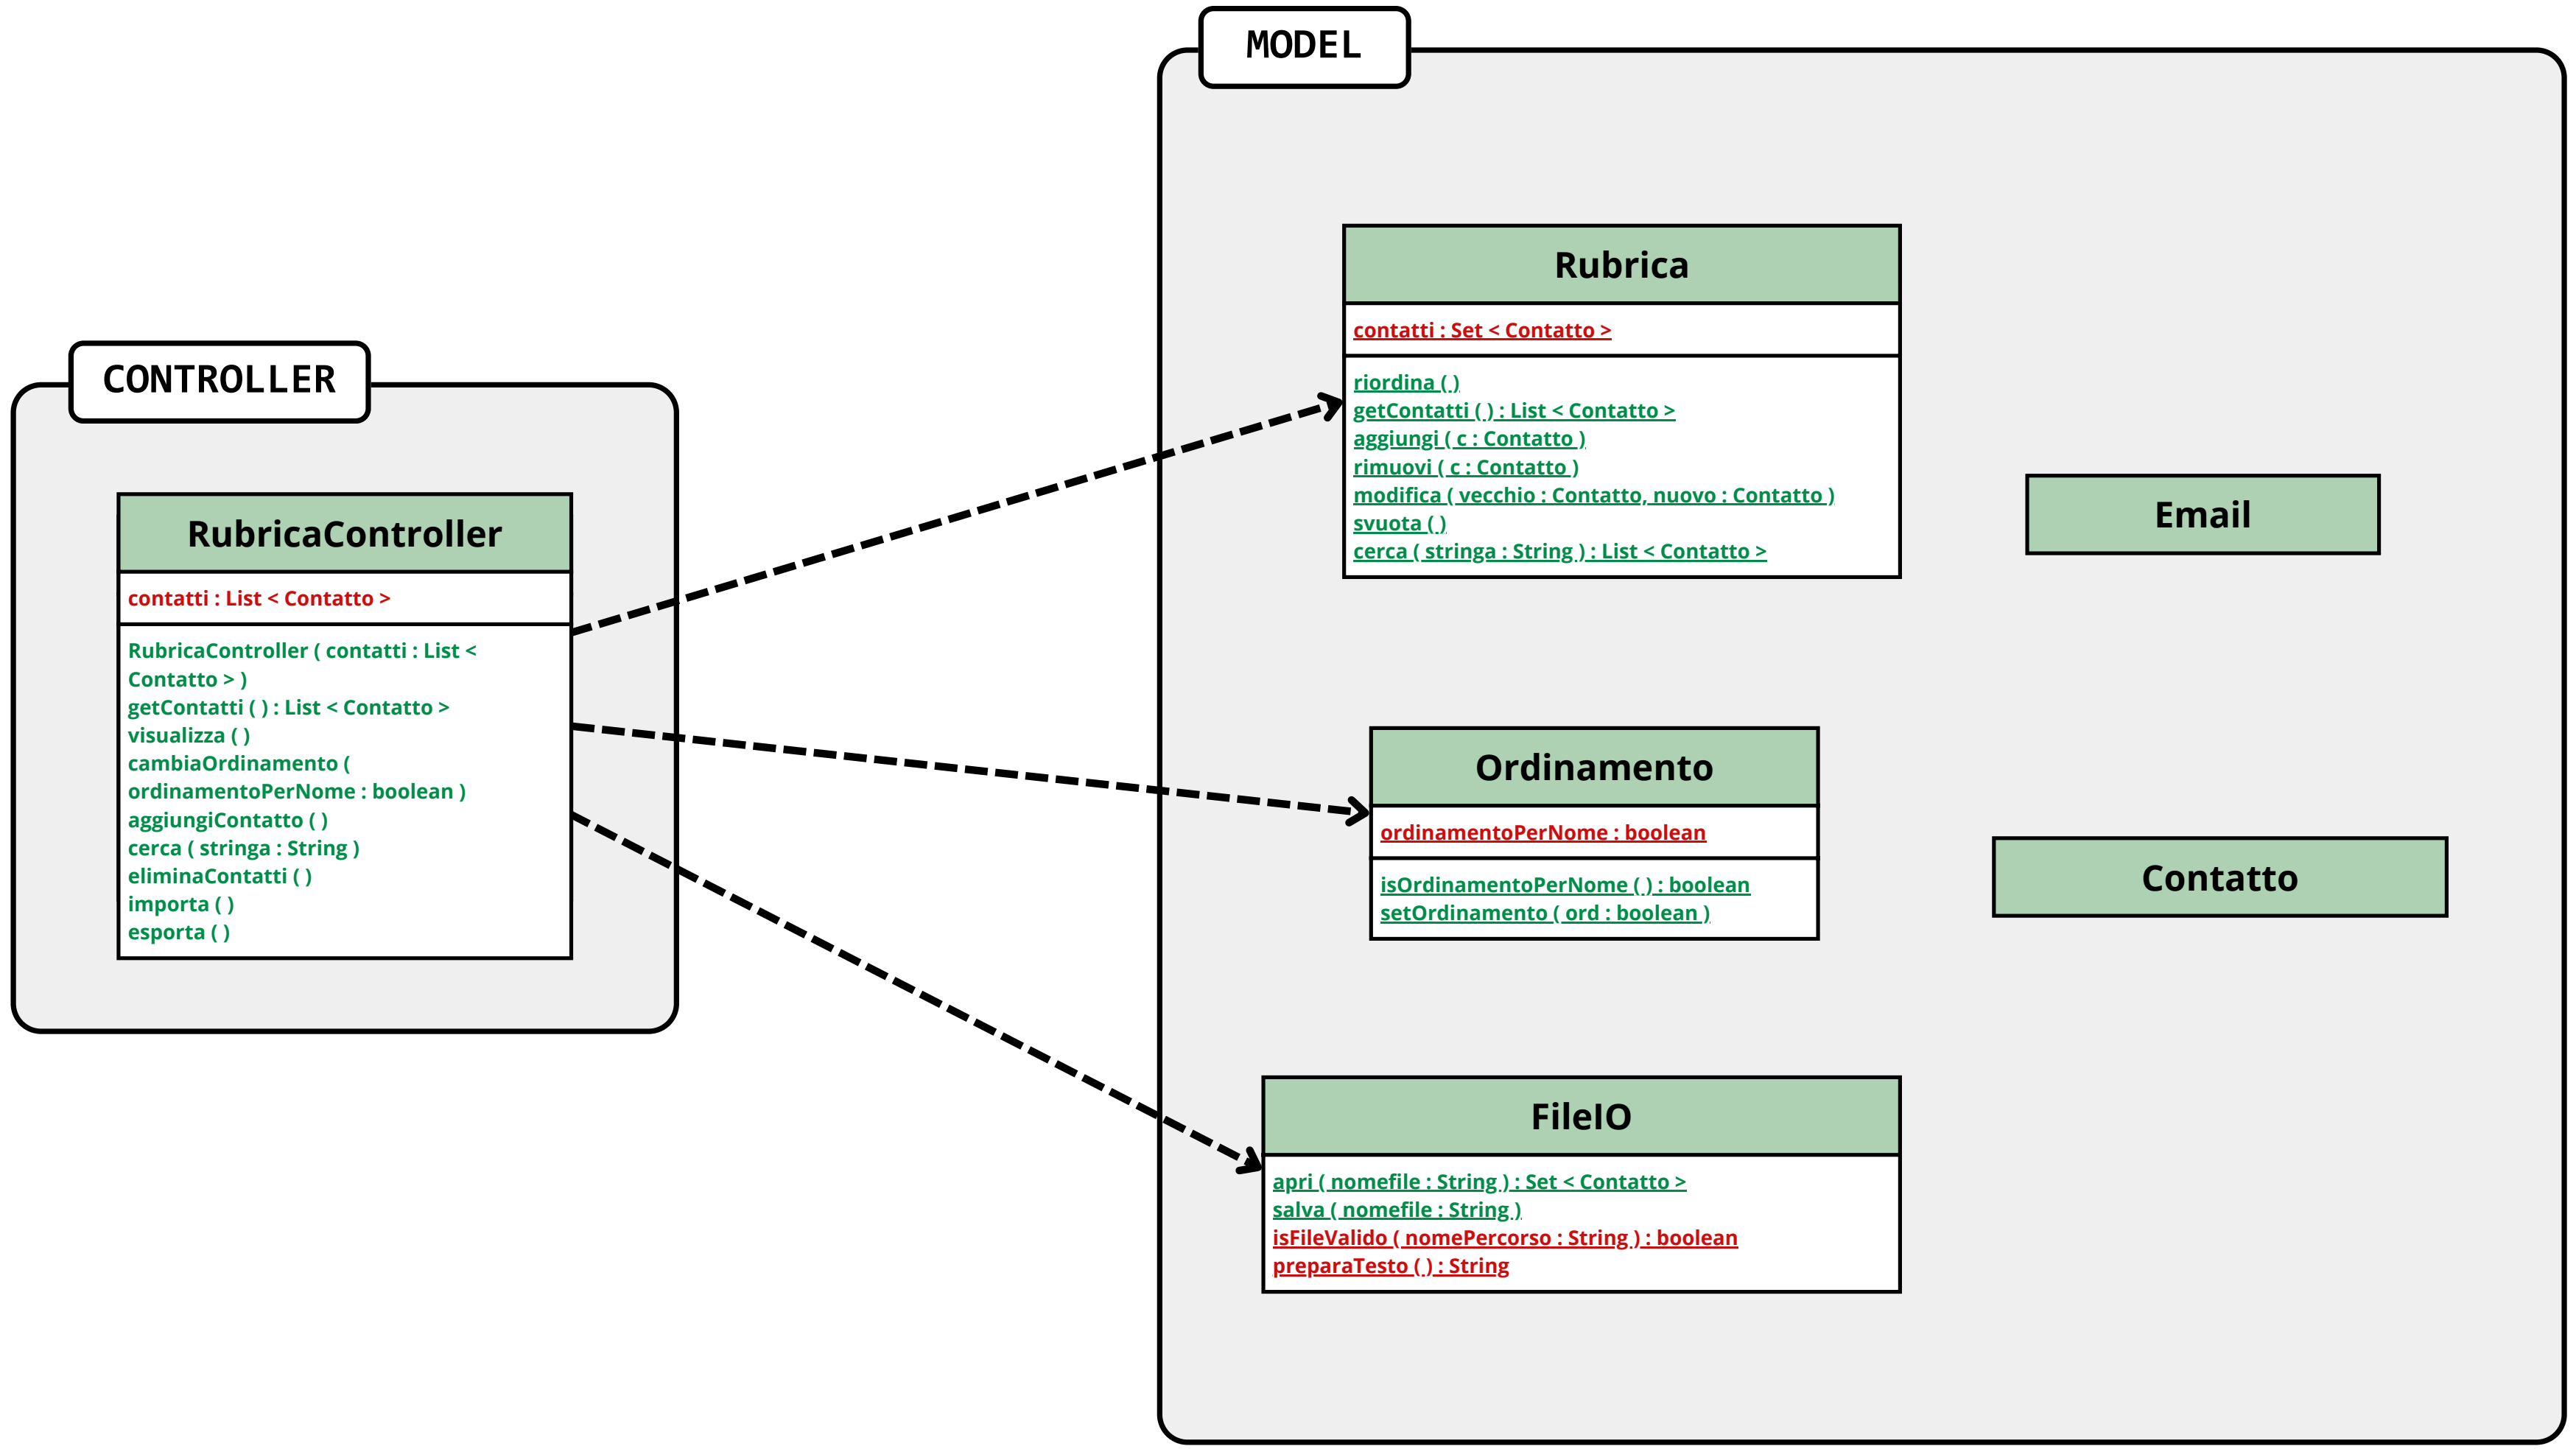 CONTROLLER
RubricaController
contatti : List < Contatto >
RubricaController ( contatti : List <
Contatto > )
getContatti ( ) : List < Contatto >
visualizza ( )
cambiaOrdinamento (
ordinamentoPerNome : boolean )
aggiungiContatto ( )
cerca ( stringa : String )
eliminaContatti ( )
importa ( )
esporta ( )
MODEL
Rubrica
contatti : Set < Contatto >
riordina ( )
getContatti ( ) : List < Contatto >
aggiungi ( c : Contatto )
rimuovi ( c : Contatto )
modifica ( vecchio : Contatto, nuovo : Contatto )
svuota ( )
cerca ( stringa : String ) : List < Contatto >
Email
Ordinamento
ordinamentoPerNome : boolean
isOrdinamentoPerNome ( ) : boolean
setOrdinamento ( ord : boolean )
Contatto
FileIO
apri ( nomefile : String ) : Set < Contatto >
salva ( nomefile : String )
isFileValido ( nomePercorso : String ) : boolean
preparaTesto ( ) : String